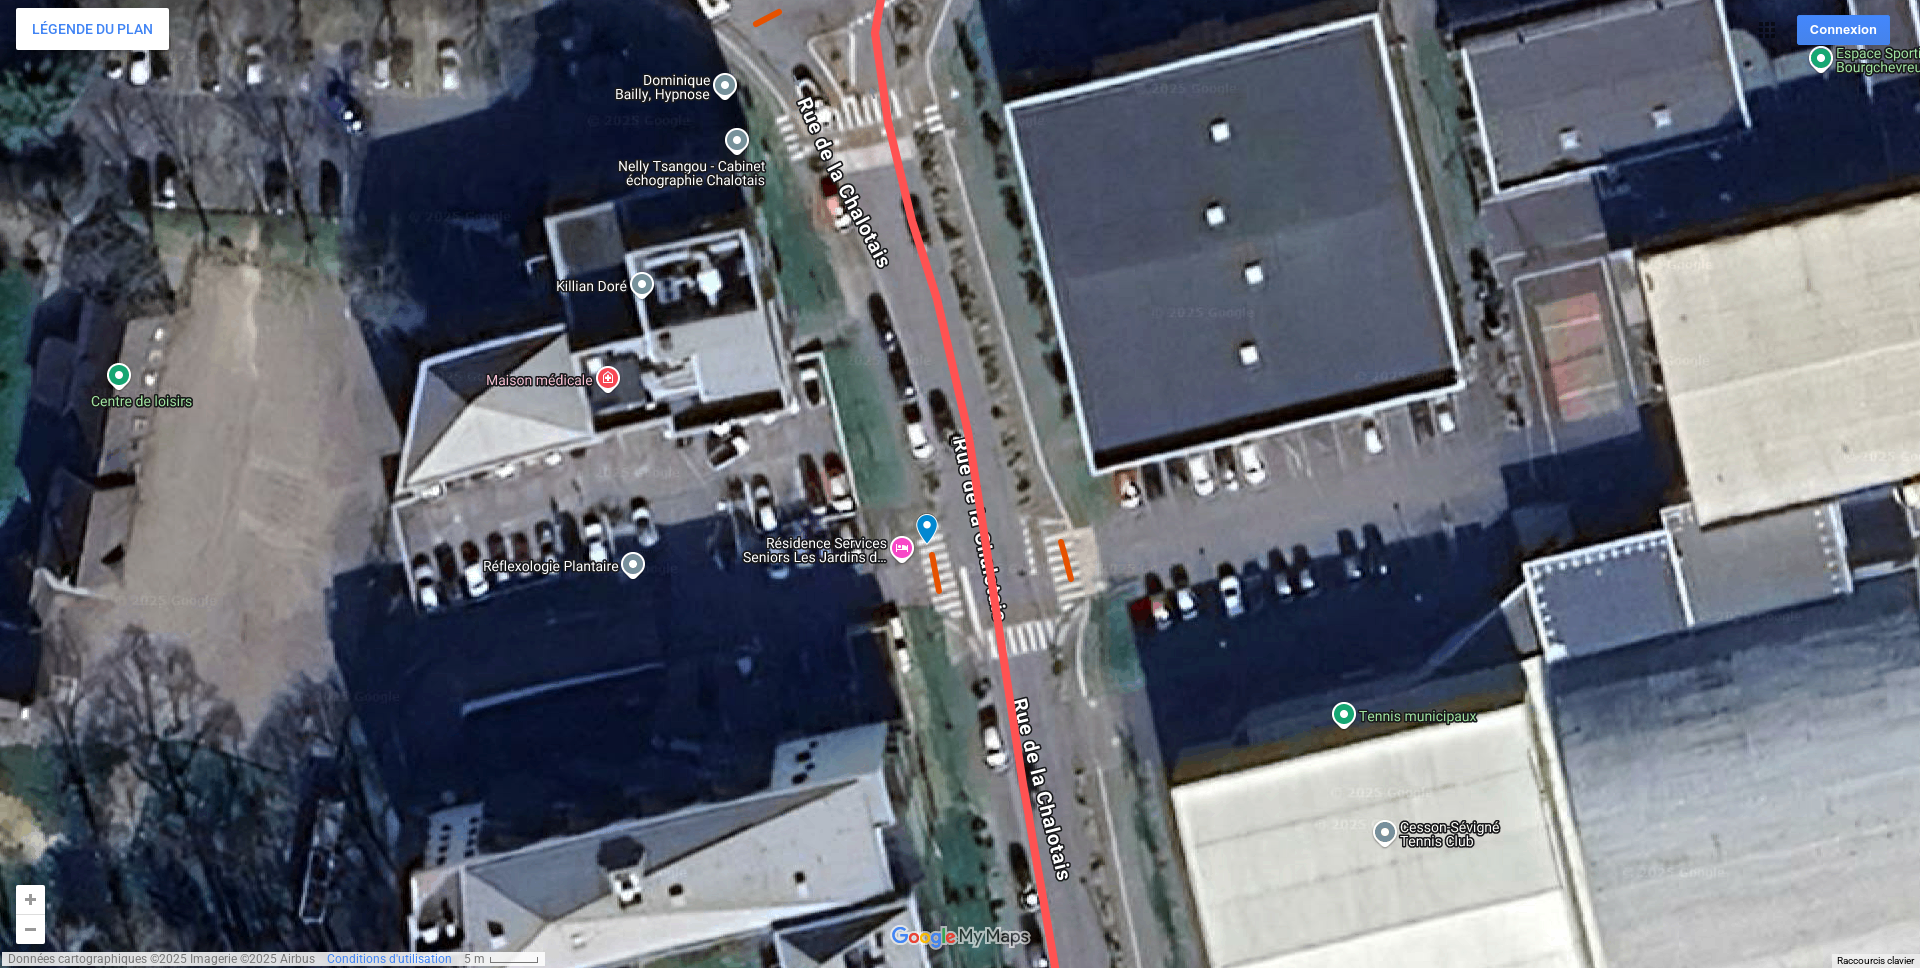 LÉGENDE DU PLAN
Connexion
Espace Sporti
Bourgchevreu
Dominique
Bailly, Hypnose
Rue de la Chalotais
Nelly Tsangou - Cabinet
échographie Chalotais
Killian Doré
Maison médicale
Centre de loisirs
Rue de la Chalotais
Résidence Services
Seniors Les Jardins d...
Réflexologie Plantaire
Rue de la Chalotais
Tennis municipaux
Cesson-Sévigné
Tennis Club
Google My Maps
Données cartographiques ©2025 Imagerie ©2025 Airbus
Conditions d'utilisation
5 m
Raccourcis clavier
© 2025 Google